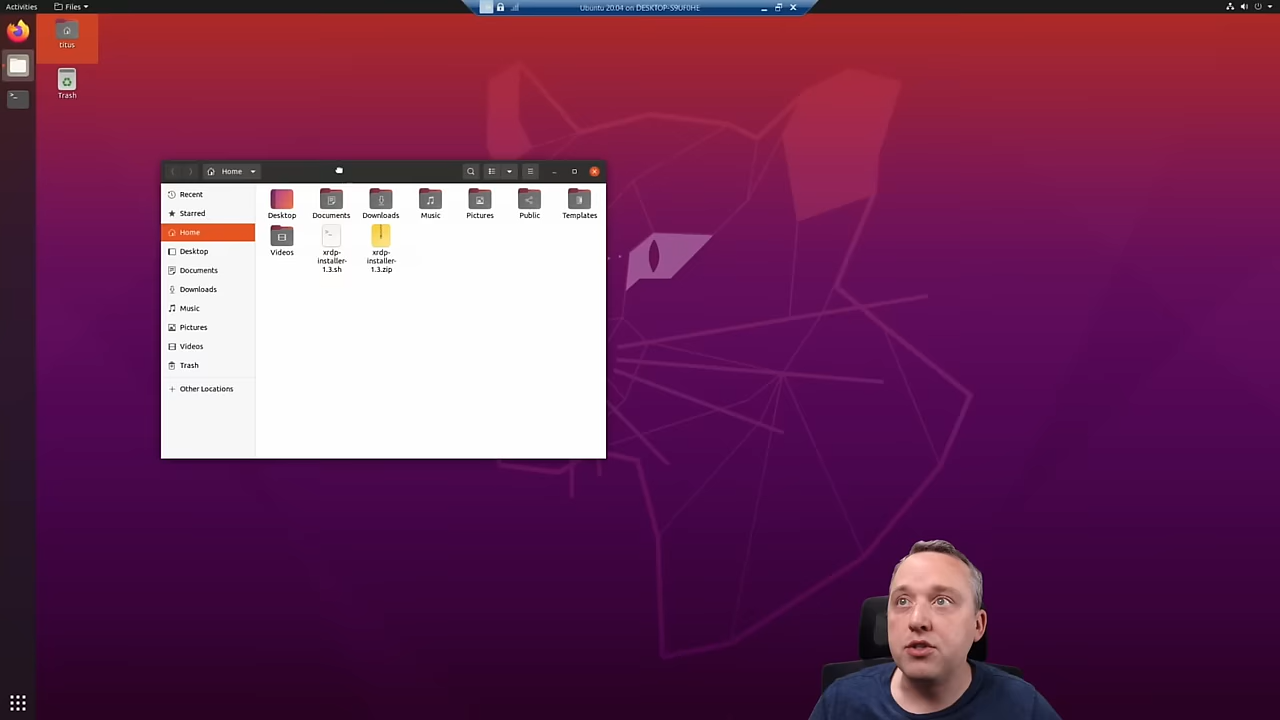 Activities
Files
Ubuntu 20.04 on DESKTOP-S9UF0HE
titus
Trash
Home
Recent
Starred
Home
Desktop
Documents
Downloads
Music
Pictures
Videos
Trash
Other Locations
Desktop
Documents
Downloads
Music
Pictures
Public
Templates
Videos
xrdp-
installer-
1.3.sh
xrdp-
installer-
1.3.zip